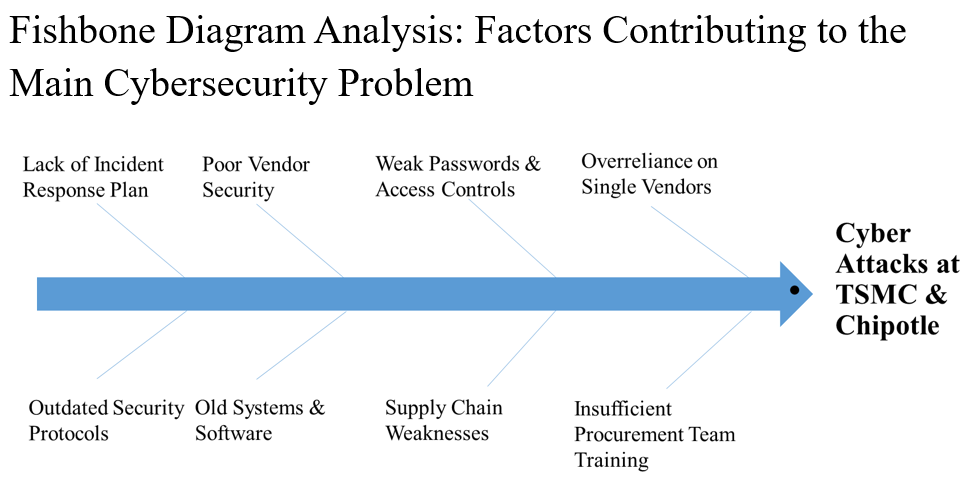 Fishbone Diagram Analysis: Factors Contributing to the
Main Cybersecurity Problem
Lack of Incident
Response Plan
Poor Vendor
Security
Weak Passwords &
Access Controls
Overreliance on
Single Vendors
Cyber
Attacks at
TSMC &
Chipotle
Outdated Security
Protocols
Old Systems &
Software
Supply Chain
Weaknesses
Insufficient
Procurement Team
Training